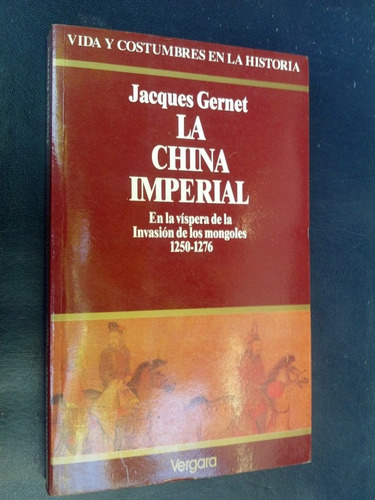 VIDA Y COSTUMBRES EN LA HISTORIA
Jacques Gernet
LA
CHINA
IMPERIAL
En la víspera de la
Invasión de los mongoles
1250-1276
Vergara